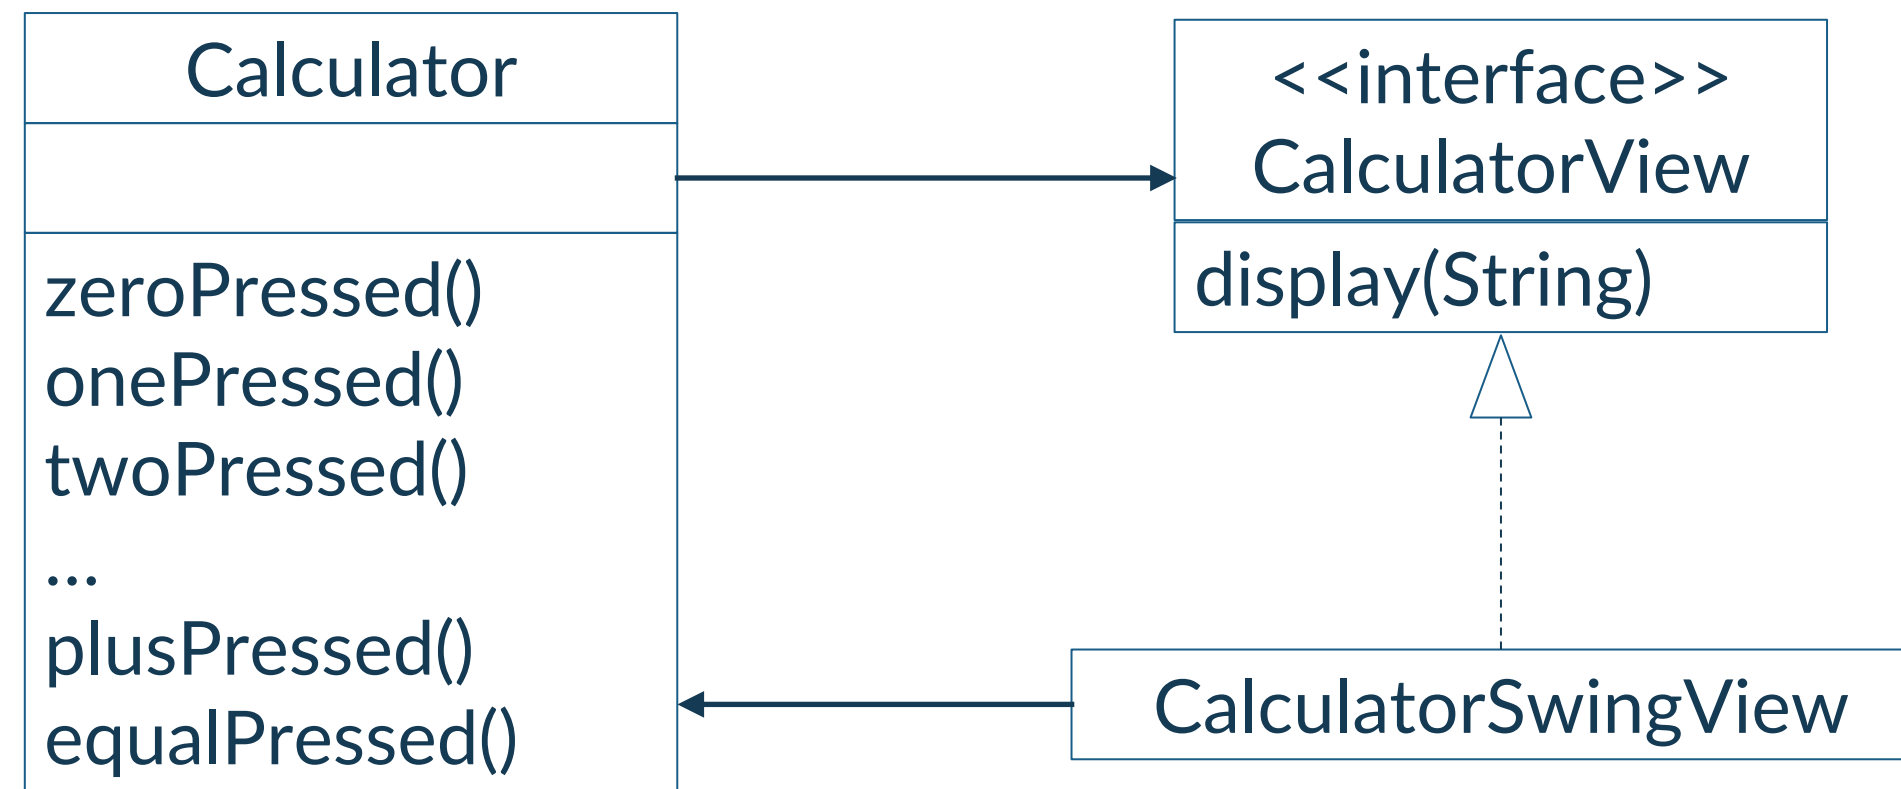 Calculator
zeroPressed()
onePressed()
twoPressed()
...
plusPressed()
equalPressed()
<<interface>>
CalculatorView
display(String)
CalculatorSwingView